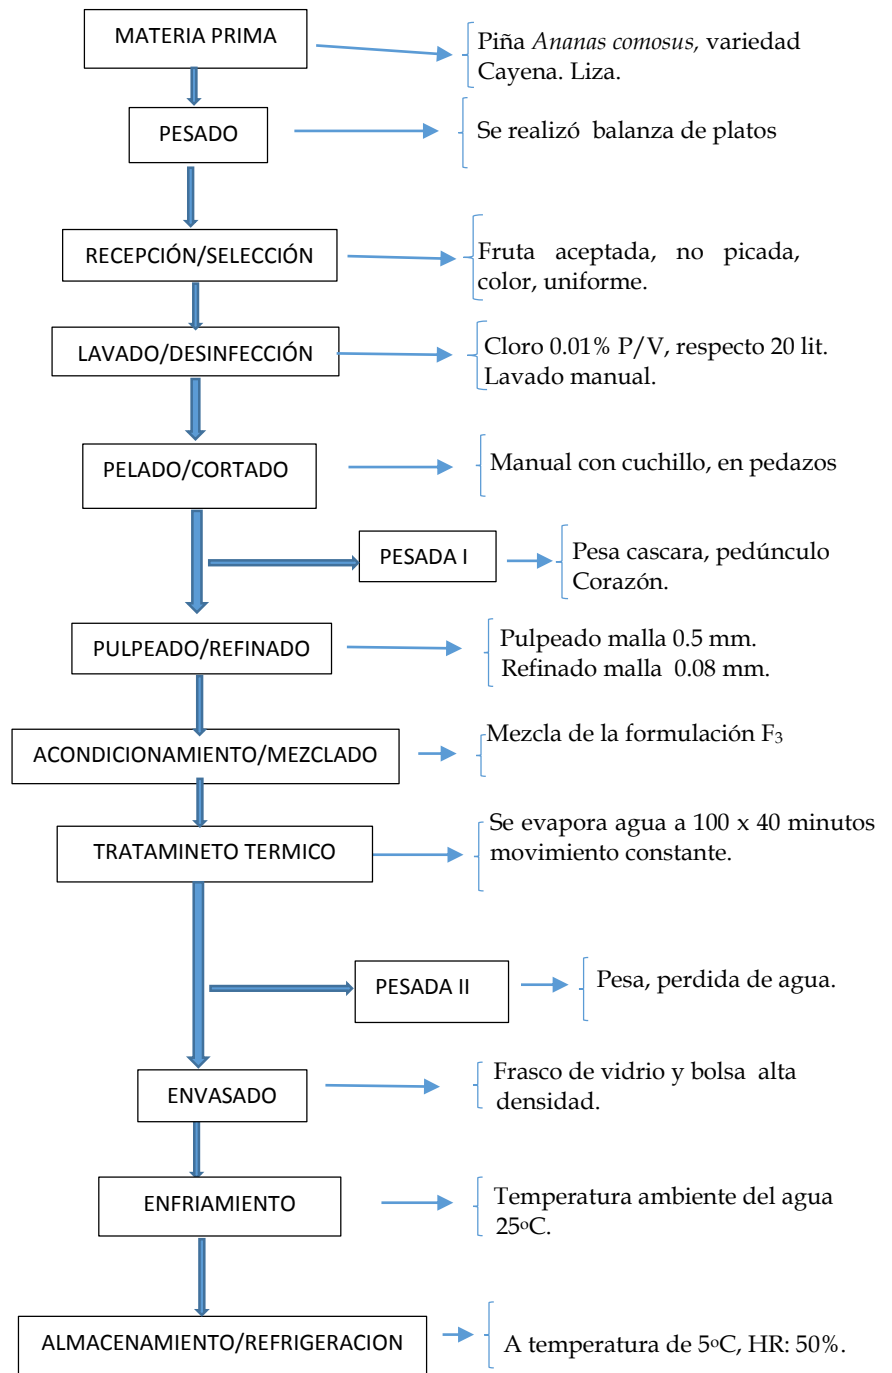 MATERIA PRIMA
Piña Ananas comosus, variedad
Cayena. Liza.
PESADO
Se realizó balanza de platos
RECEPCIÓN/SELECCIÓN
Fruta aceptada, no picada,
color, uniforme.
LAVADO/DESINFECCIÓN
Cloro 0.01% P/V, respecto 20 lit.
Lavado manual.
PELADO/CORTADO
Manual con cuchillo, en pedazos
PESADA I
Pesa cascara, pedúnculo
Corazón.
PULPEADO/REFINADO
Pulpeado malla 0.5 mm.
Refinado malla 0.08 mm.
ACONDICIONAMIENTO/MEZCLADO
Mezcla de la formulación F₃
TRATAMINETO TERMICO
Se evapora agua a 100 x 40 minutos
movimiento constante.
PESADA II
Pesa, perdida de agua.
ENVASADO
Frasco de vidrio y bolsa alta
densidad.
ENFRIAMIENTO
Temperatura ambiente del agua
25ºC.
ALMACENAMIENTO/REFRIGERACION
A temperatura de 5ºC, HR: 50%.